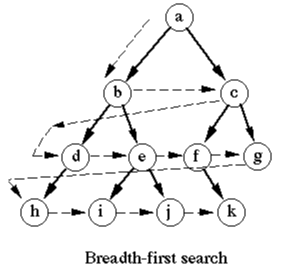 a
b c
d e f g
h i j k
Breadth-first search